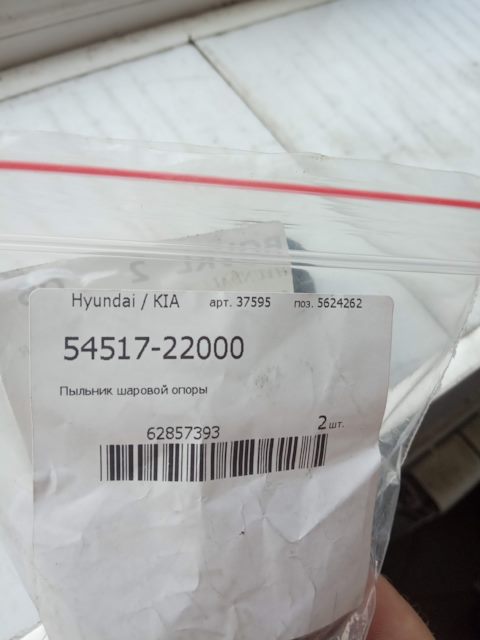 Hyundai / KIA арт. 37595 поз. 5624262
54517-22000
Пыльник шаровой опоры
62857393 2 шт.